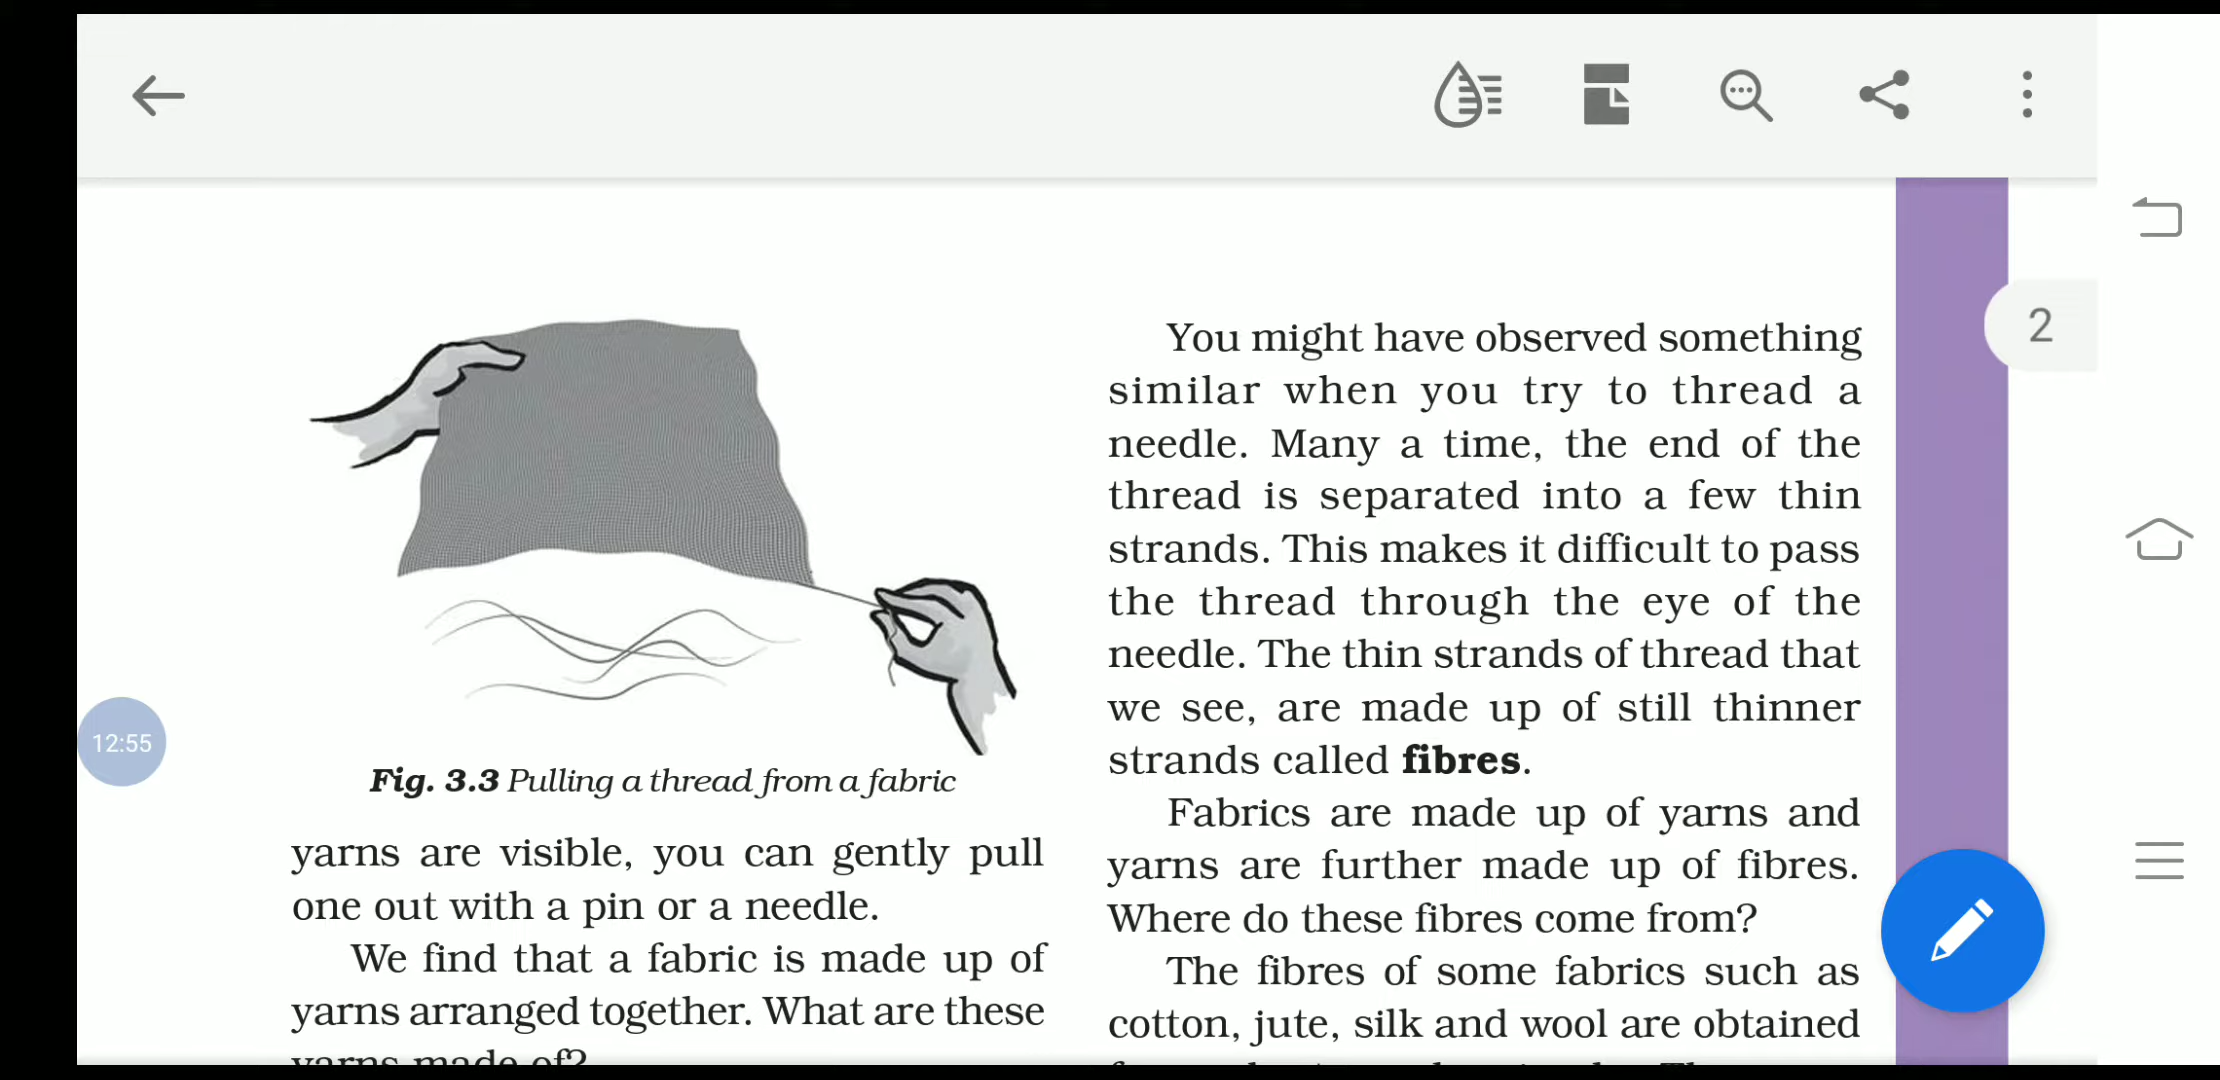 2
12:55
Fig. 3.3 Pulling a thread from a fabric
yarns are visible, you can gently pull
one out with a pin or a needle.
We find that a fabric is made up of
yarns arranged together. What are these
yarns made of?
You might have observed something
similar when you try to thread a
needle. Many a time, the end of the
thread is separated into a few thin
strands. This makes it difficult to pass
the thread through the eye of the
needle. The thin strands of thread that
we see, are made up of still thinner
strands called fibres.
Fabrics are made up of yarns and
yarns are further made up of fibres.
Where do these fibres come from?
The fibres of some fabrics such as
cotton, jute, silk and wool are obtained